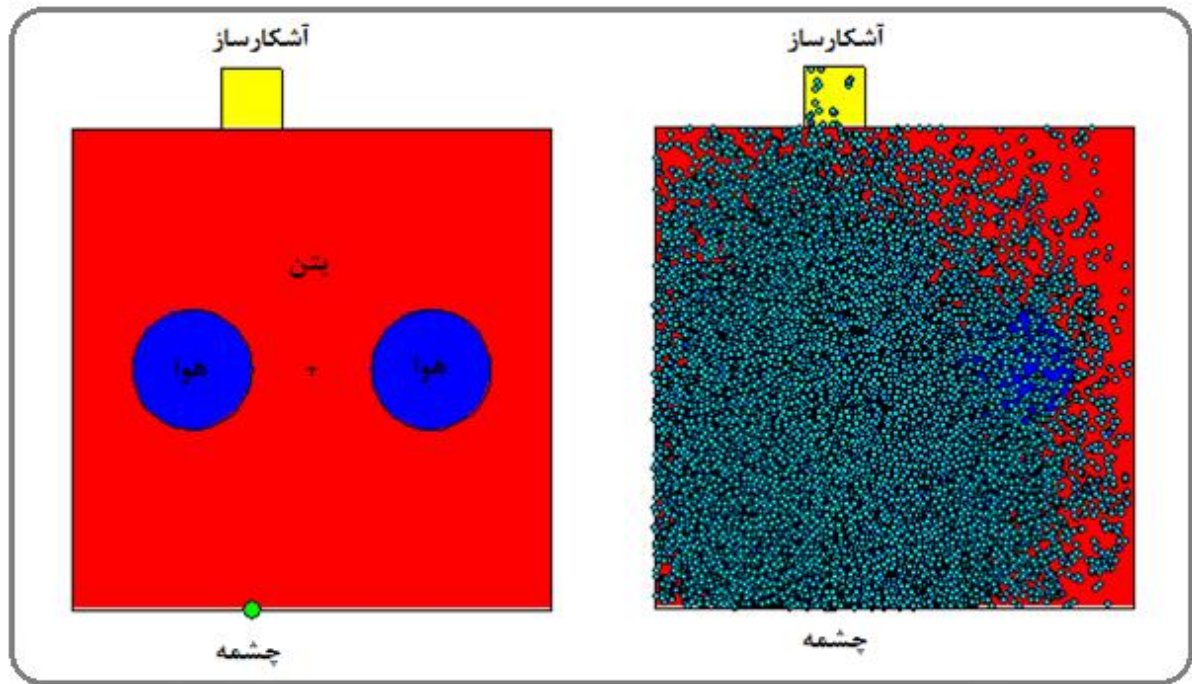 آشکارساز
آشکارساز
بتن
هوا
هوا
چشمه
چشمه